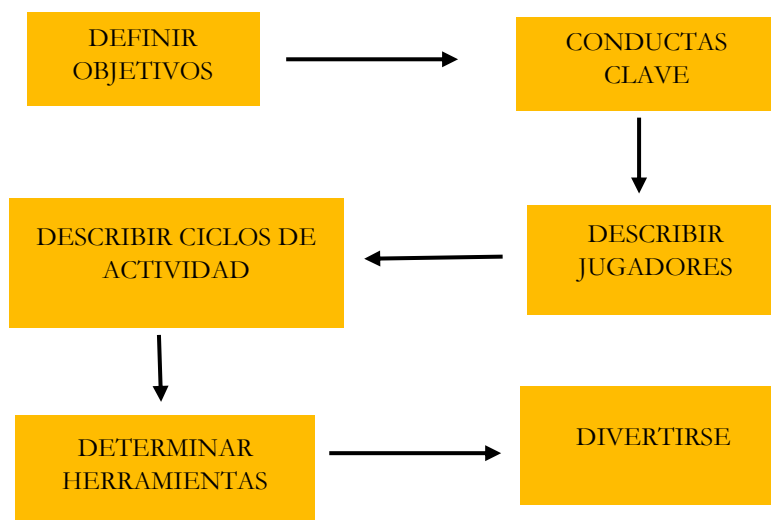 DEFINIR
OBJETIVOS
CONDUCTAS
CLAVE
DESCRIBIR
JUGADORES
DESCRIBIR CICLOS DE
ACTIVIDAD
DETERMINAR
HERRAMIENTAS
DIVERTIRSE